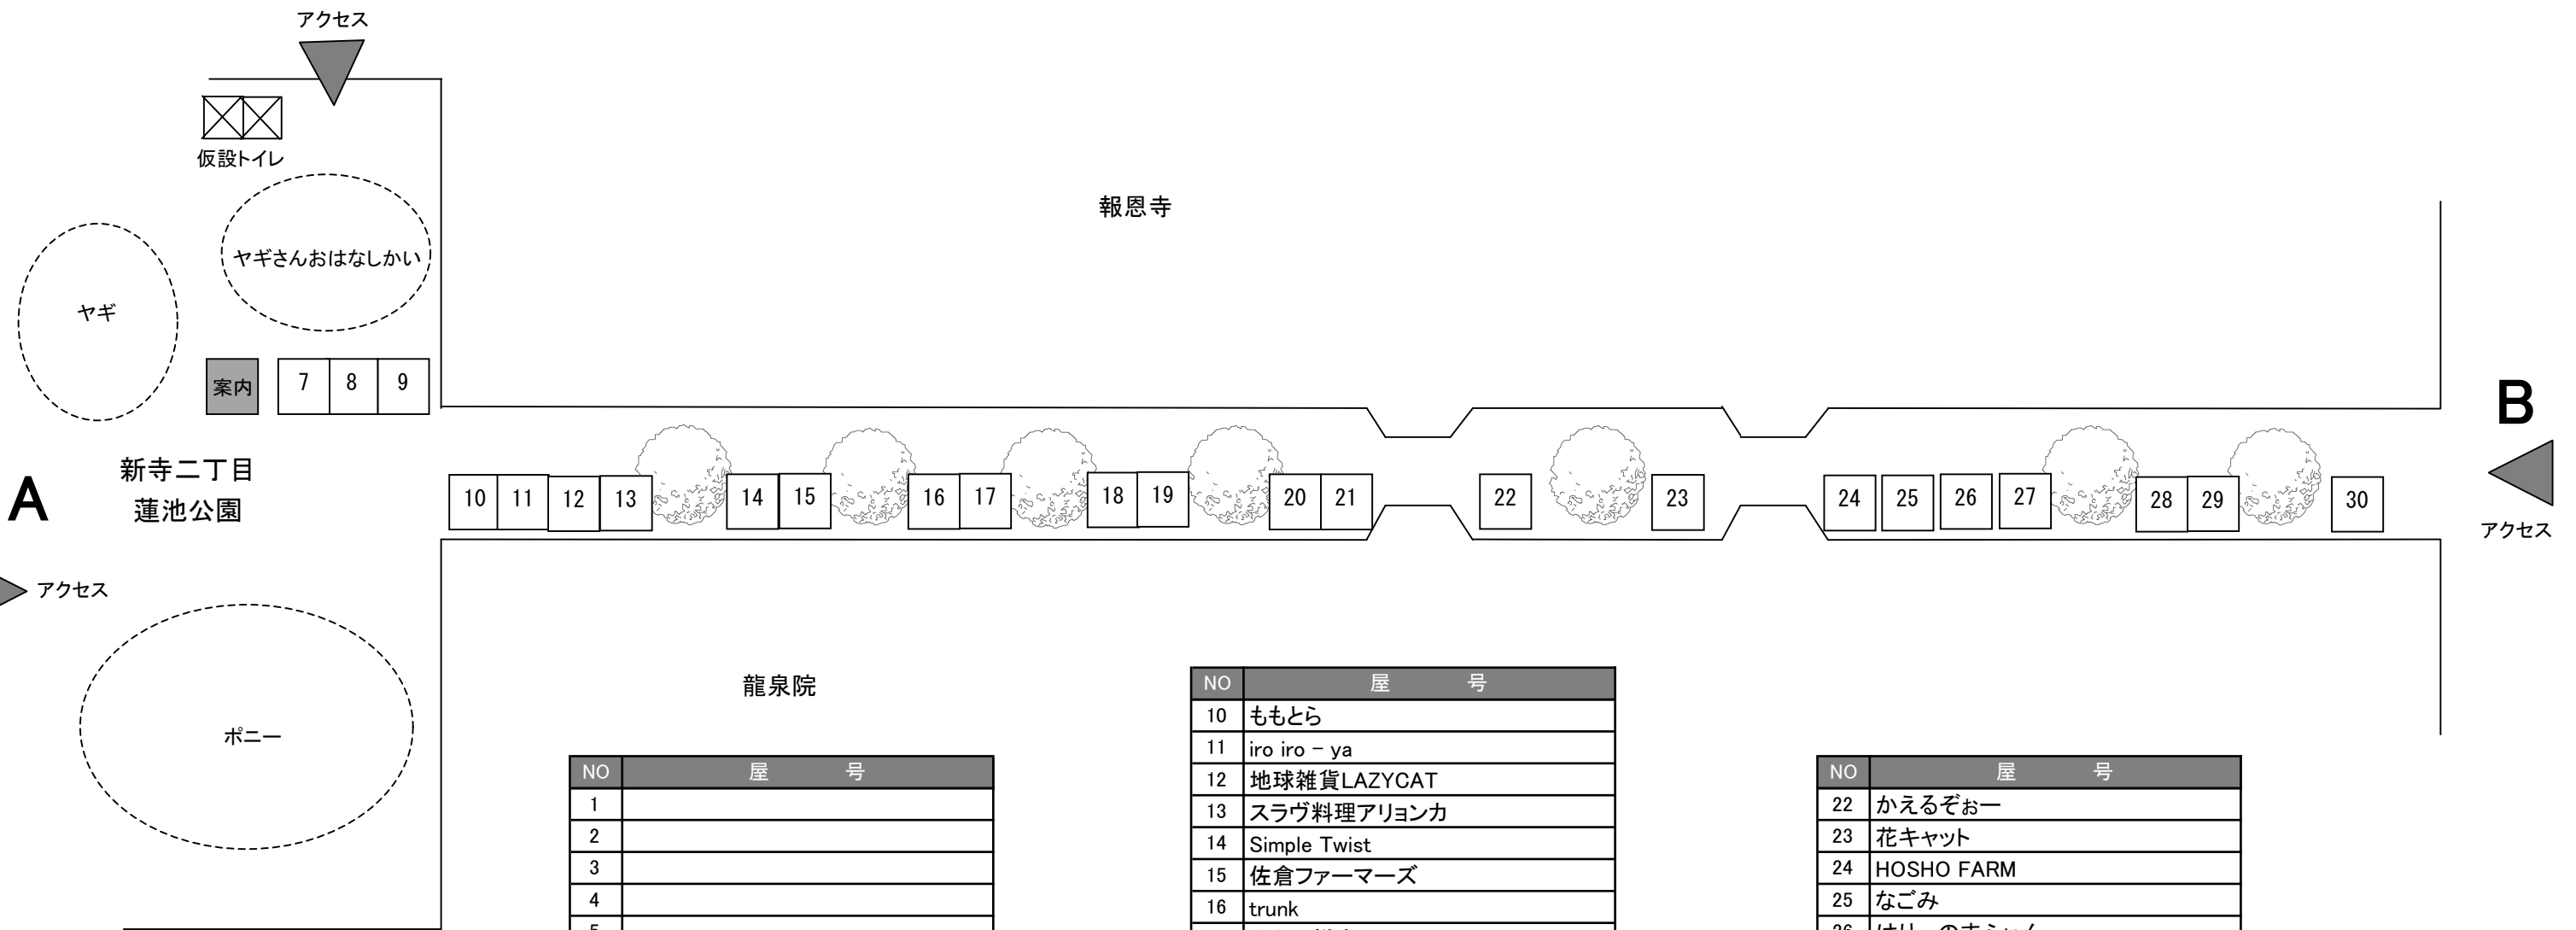 アクセス
仮設トイレ
報恩寺
ヤギさんおはなしかい
ヤギ
案内
7 8 9
A
新寺二丁目
蓮池公園
B
10 11 12 13 14 15 16 17 18 19 20 21 22 23 24 25 26 27 28 29 30
アクセス
アクセス
ポニー
龍泉院
NO 屋 号
1
2
3
4
5
NO 屋 号
10 ももとら
11 iro iro - ya
12 地球雑貨LAZYCAT
13 スラヴ料理アリョンカ
14 Simple Twist
15 佐倉ファーマーズ
16 trunk
NO 屋 号
22 かえるぞぉー
23 花キャット
24 HOSHO FARM
25 なごみ
26